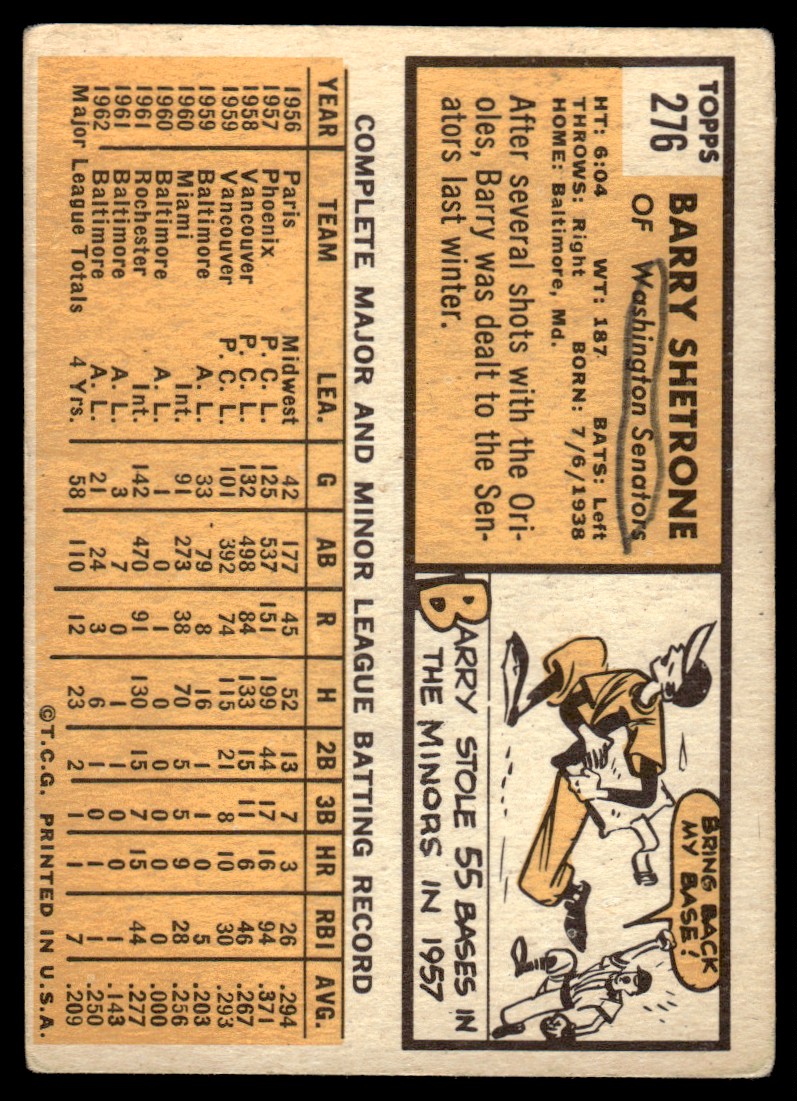 TOPPS
276
BARRY SHETRONE
OF Washington Senators
HT: 6:04 WT: 187 BATS: Left
THROWS: Right BORN: 7/6/1938
HOME: Baltimore, Md.
After several shots with the Ori-
oles, Barry was dealt to the Sen-
ators last winter.
BRING BACK
MY BASE!
BARRY STOLE 55 BASES IN
THE MINORS IN 1957
COMPLETE MAJOR AND MINOR LEAGUE BATTING RECORD
YEAR TEAM LEA. G AB R H 2B 3B HR RBI AVG.
1956 Paris Midwest 42 177 45 52 13 7 3 26 .294
1957 Phoenix P. C. L. 125 537 151 199 44 17 16 94 .371
1958 Vancouver P. C. L. 132 498 84 133 15 11 6 46 .267
1959 Vancouver P. C. L. 101 392 74 115 21 8 10 30 .293
1959 Baltimore A. L. 33 79 8 16 1 1 0 5 .203
1960 Miami Int. 91 273 38 70 5 5 9 28 .256
1960 Baltimore A. L. 1 0 1 0 0 0 0 0 .000
1961 Rochester Int. 142 470 91 130 15 7 15 44 .277
1961 Baltimore A. L. 3 7 0 1 1 0 0 1 .143
1962 Baltimore A. L. 21 24 3 6 1 0 1 1 .250
Major League Totals 4 Yrs. 58 110 12 23 2 1 1 7 .209
©T.C.G. PRINTED IN U.S.A.